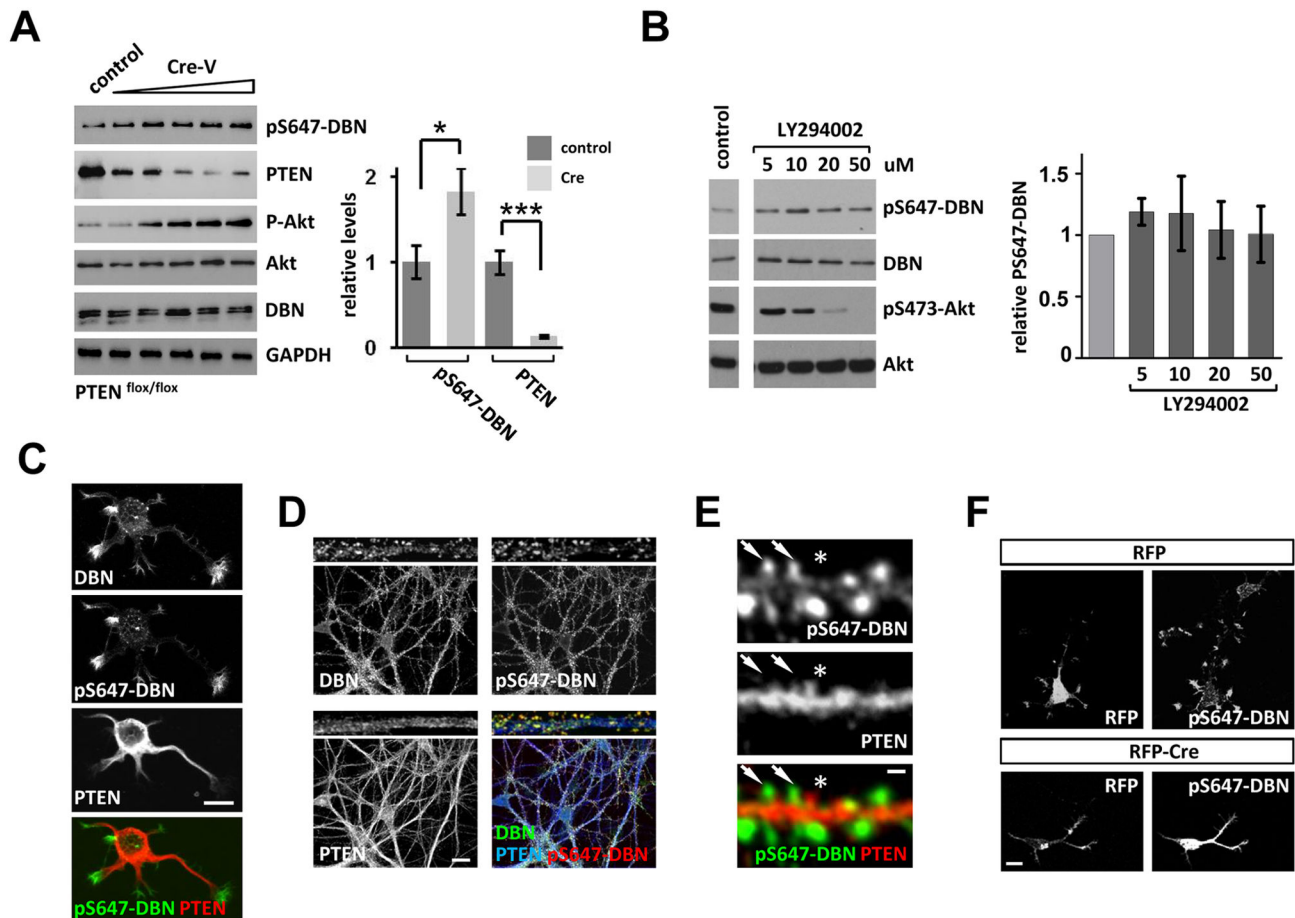 A
control
Cre-V
pS647-DBN
PTEN
P-Akt
Akt
DBN
GAPDH
PTEN flox/flox
relative levels
2
1
0
*
***
control
Cre
pS647-DBN
PTEN
B
control
LY294002
5 10 20 50 uM
pS647-DBN
DBN
pS473-Akt
Akt
relative PS647-DBN
1.5
1
0.5
0
5 10 20 50
LY294002
C
DBN
pS647-DBN
PTEN
pS647-DBN PTEN
D
DBN
pS647-DBN
PTEN
DBN
PTEN pS647-DBN
E
*
pS647-DBN
*
PTEN
*
pS647-DBN PTEN
F
RFP
RFP
pS647-DBN
RFP-Cre
RFP
pS647-DBN